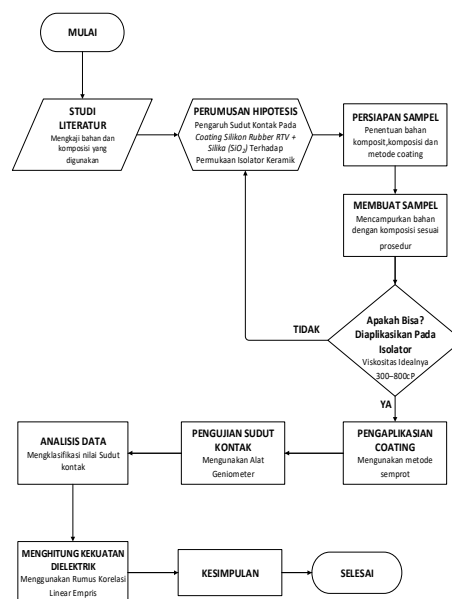 MULAI
STUDI
LITERATUR
Mengkaji bahan dan
komposisi yang
digunakan
PERUMUSAN HIPOTESIS
Pengaruh Sudut Kontak Pada
Coating Silikon Rubber RTV +
Silika (SiO₂) Terhadap
Permukaan Isolator Keramik
PERSIAPAN SAMPEL
Penentuan bahan
komposit,komposisi dan
metode coating
MEMBUAT SAMPEL
Mencampurkan bahan
dengan komposisi sesuai
prosedur
Apakah Bisa?
Diaplikasikan Pada
Isolator
Viskositas Idealnya
300–800cP
TIDAK
YA
PENGAPLIKASIAN
COATING
Mengunakan metode
semprot
PENGUJIAN SUDUT
KONTAK
Mengunakan Alat
Geniometer
ANALISIS DATA
Mengklasifikasi nilai Sudut
kontak
MENGHITUNG KEKUATAN
DIELEKTRIK
Menggunakan Rumus Korelasi
Linear Empris
KESIMPULAN
SELESAI